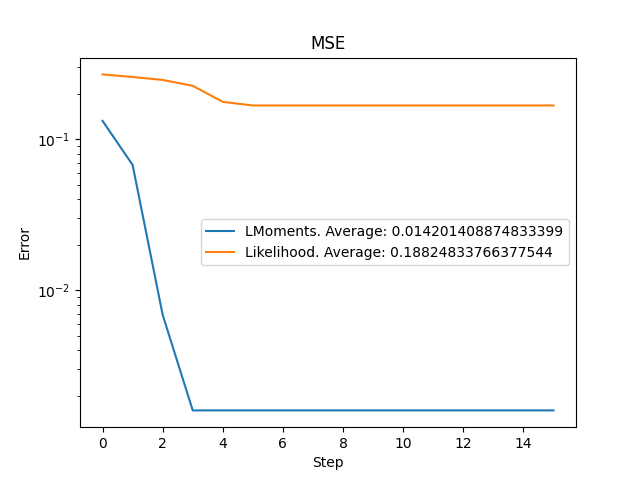 MSE
Error
10⁻¹
10⁻²
LMoments. Average: 0.014201408874833399
Likelihood. Average: 0.18824833766377544
0 2 4 6 8 10 12 14
Step